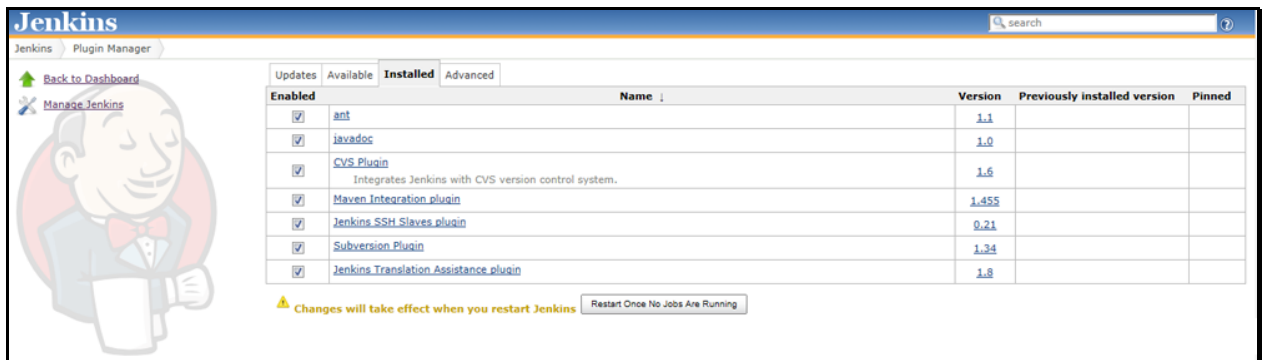 Jenkins
search
Jenkins Plugin Manager
Back to Dashboard
Manage Jenkins
Updates Available Installed Advanced
Enabled Name ↓ Version Previously installed version Pinned
ant 1.1
javadoc 1.0
CVS Plugin 1.6
Integrates Jenkins with CVS version control system.
Maven Integration plugin 1.455
Jenkins SSH Slaves plugin 0.21
Subversion Plugin 1.34
Jenkins Translation Assistance plugin 1.8
Changes will take effect when you restart Jenkins Restart Once No Jobs Are Running